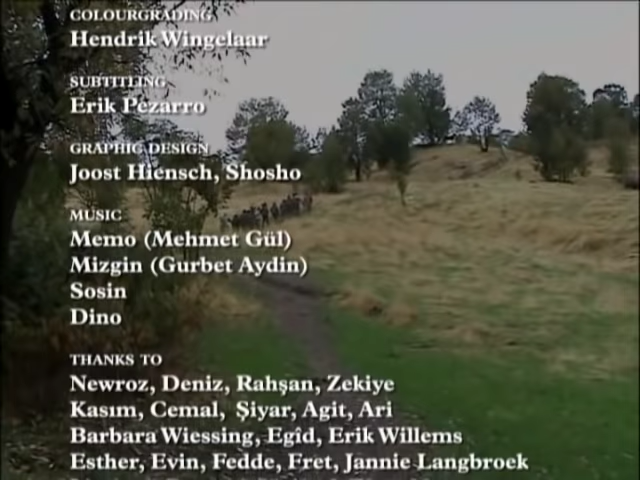 COLOURGRADING
Hendrik Wingelaar
SUBTITLING
Erik Pezarro
GRAPHIC DESIGN
Joost Hiensch, Shosho
MUSIC
Memo (Mehmet Gül)
Mizgin (Gurbet Aydin)
Sosin
Dino
THANKS TO
Newroz, Deniz, Rahşan, Zekiye
Kasım, Cemal, Şiyar, Agit, Ari
Barbara Wiessing, Egîd, Erik Willems
Esther, Evin, Fedde, Fret, Jannie Langbroek